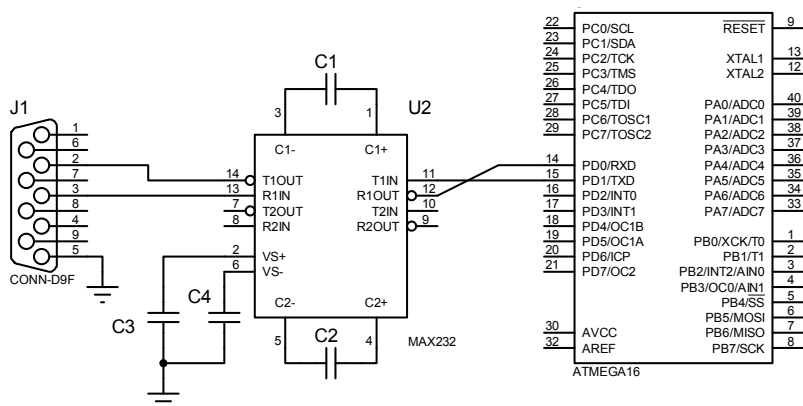 J1
1
6
2
7
3
8
4
9
5
CONN-D9F
C1
3
1
U2
C1-
C1+
14 T1OUT
13 R1IN
7 T2OUT
8 R2IN
2 VS+
6 VS-
T1IN 11
R1OUT 12
T2IN 10
R2OUT 9
C2-
C2+
5
4
C2
MAX232
C3
C4
22 PC0/SCL
23 PC1/SDA
24 PC2/TCK
25 PC3/TMS
26 PC4/TDO
27 PC5/TDI
28 PC6/TOSC1
29 PC7/TOSC2
14 PD0/RXD
15 PD1/TXD
16 PD2/INT0
17 PD3/INT1
18 PD4/OC1B
19 PD5/OC1A
20 PD6/ICP
21 PD7/OC2
30 AVCC
32 AREF
RESET 9
XTAL1 13
XTAL2 12
PA0/ADC0 40
PA1/ADC1 39
PA2/ADC2 38
PA3/ADC3 37
PA4/ADC4 36
PA5/ADC5 35
PA6/ADC6 34
PA7/ADC7 33
PB0/XCK/T0 1
PB1/T1 2
PB2/INT2/AIN0 3
PB3/OC0/AIN1 4
PB4/SS 5
PB5/MOSI 6
PB6/MISO 7
PB7/SCK 8
ATMEGA16